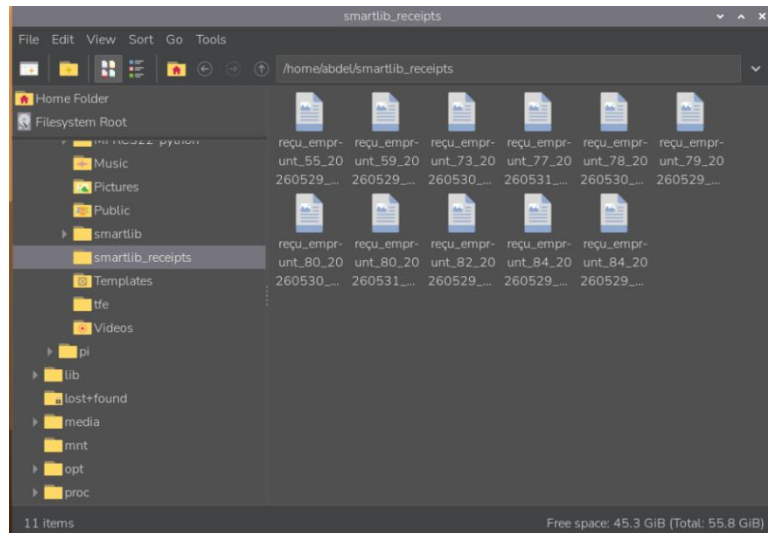 smartlib_receipts
File Edit View Sort Go Tools
/home/abdel/smartlib_receipts
Home Folder
Filesystem Root
MFRC522-python
Music
Pictures
Public
smartlib
smartlib_receipts
Templates
tfe
Videos
pi
lib
lost+found
media
mnt
opt
proc
reçu_empr-
unt_55_20
260529_...
reçu_empr-
unt_59_20
260529_...
reçu_empr-
unt_73_20
260530_...
reçu_empr-
unt_77_20
260531_...
reçu_empr-
unt_78_20
260530_...
reçu_empr-
unt_79_20
260529_...
reçu_empr-
unt_80_20
260530_...
reçu_empr-
unt_80_20
260531_...
reçu_empr-
unt_82_20
260529_...
reçu_empr-
unt_84_20
260529_...
reçu_empr-
unt_84_20
260529_...
11 items
Free space: 45.3 GiB (Total: 55.8 GiB)